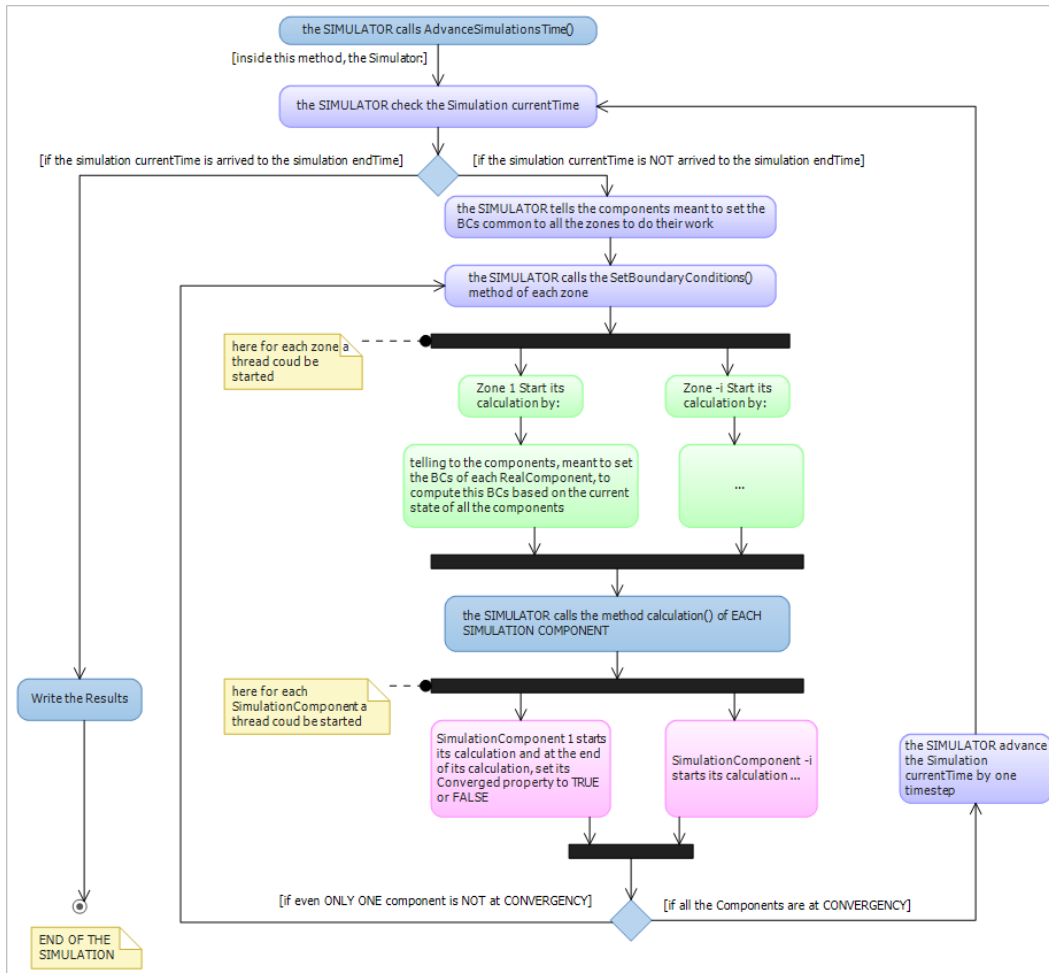 the SIMULATOR calls AdvanceSimulationsTime()
[inside this method, the Simulator:]
the SIMULATOR check the Simulation currentTime
[if the simulation currentTime is arrived to the simulation endTime]
[if the simulation currentTime is NOT arrived to the simulation endTime]
the SIMULATOR tells the components meant to set the
BCs common to all the zones to do their work
the SIMULATOR calls the SetBoundaryConditions()
method of each zone
here for each zone a
thread coud be
started
Zone 1 Start its
calculation by:
Zone -i Start its
calculation by:
telling to the components, meant to set
the BCs of each RealComponent, to
compute this BCs based on the current
state of all the components
...
the SIMULATOR calls the method calculation() of EACH
SIMULATION COMPONENT
Write the Results
here for each
SimulationComponent a
thread coud be started
SimulationComponent 1 starts
its calculation and at the end
of its calculation, set its
Converged property to TRUE
or FALSE
SimulationComponent -i
starts its calculation ...
the SIMULATOR advance
the Simulation
currentTime by one
timestep
[if even ONLY ONE component is NOT at CONVERGENCY]
[if all the Components are at CONVERGENCY]
END OF THE
SIMULATION